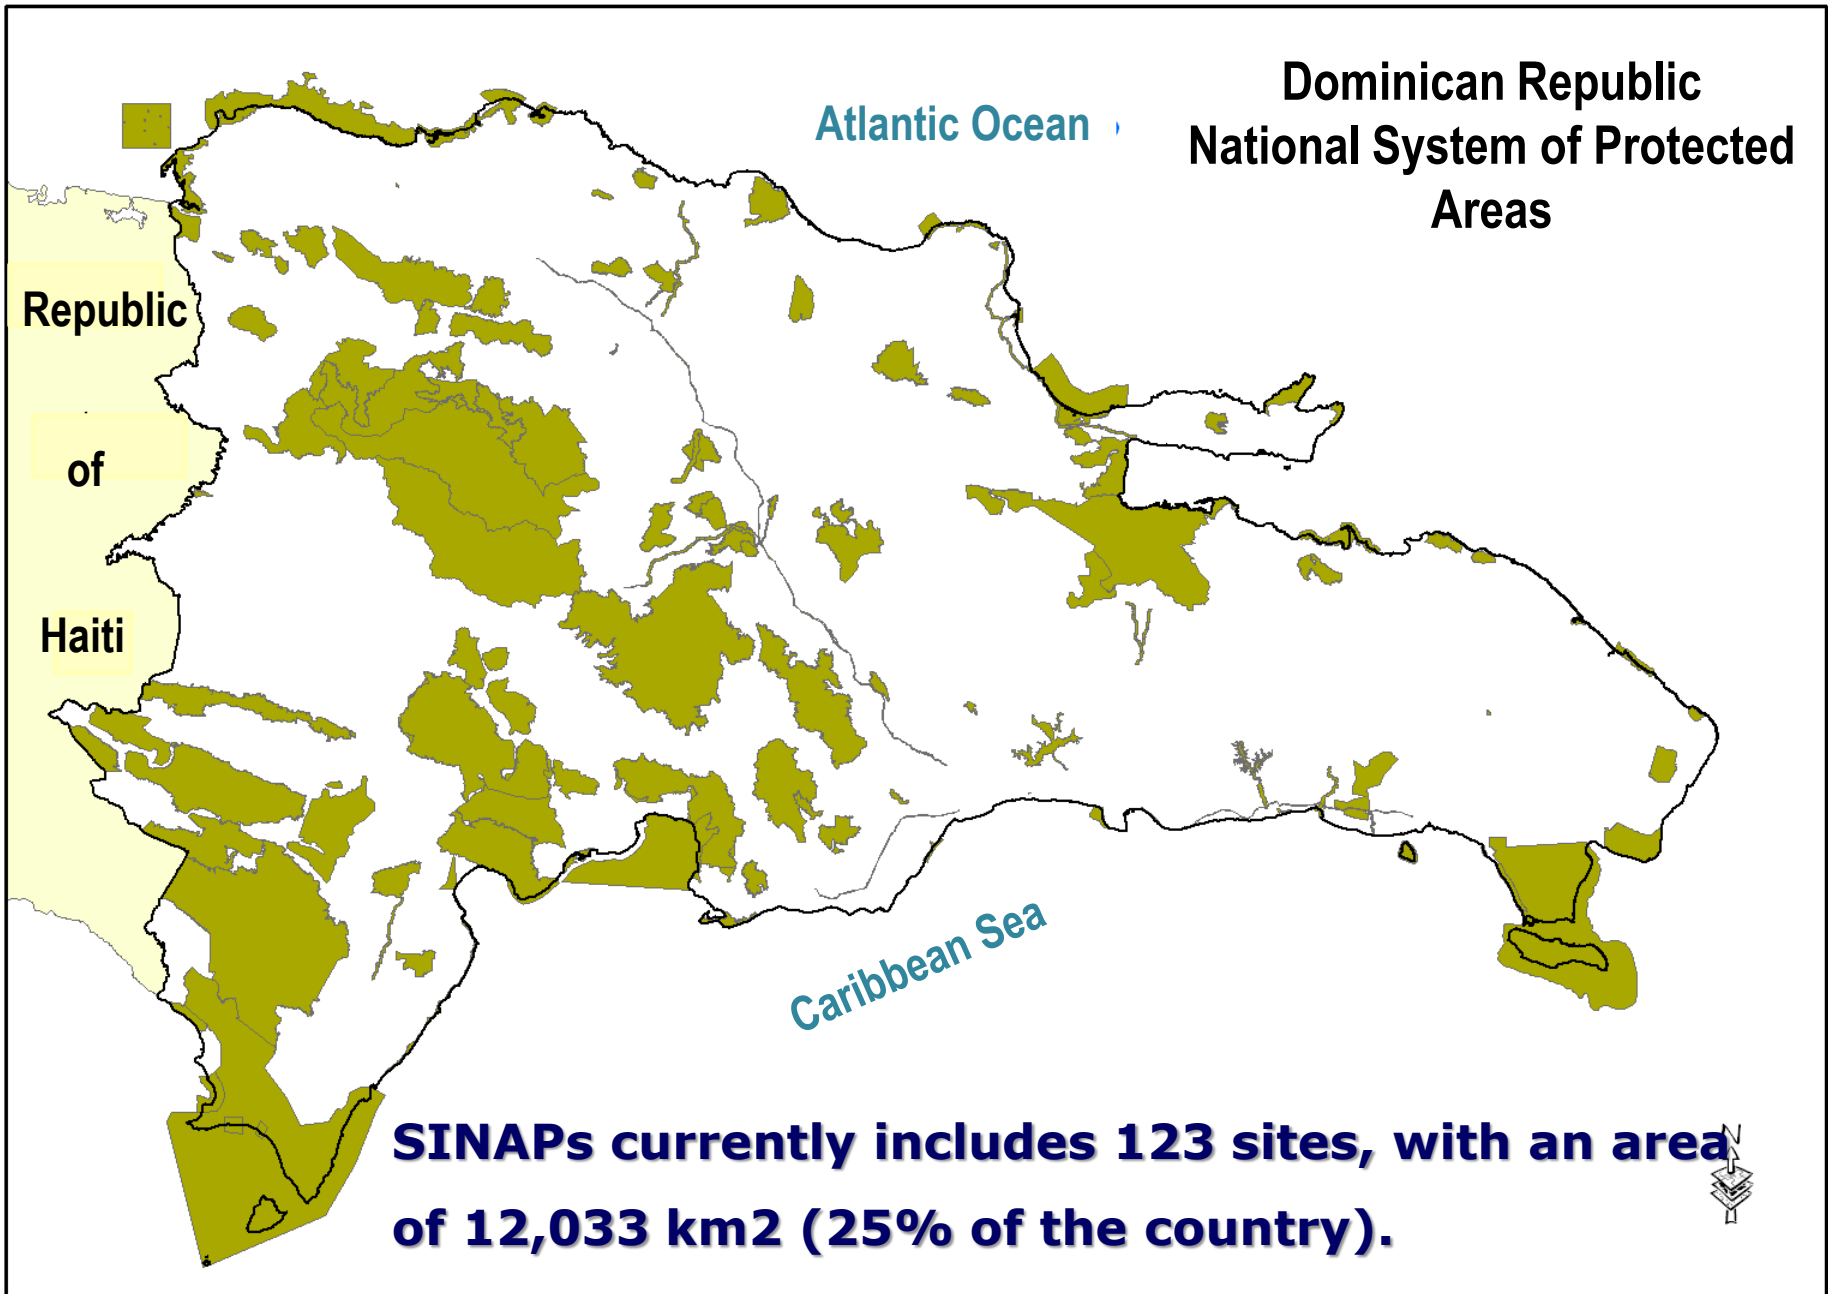 Dominican Republic
National System of Protected
Areas
Atlantic Ocean
Republic
of
Haiti
Caribbean Sea
SINAPs currently includes 123 sites, with an area
of 12,033 km2 (25% of the country).
N